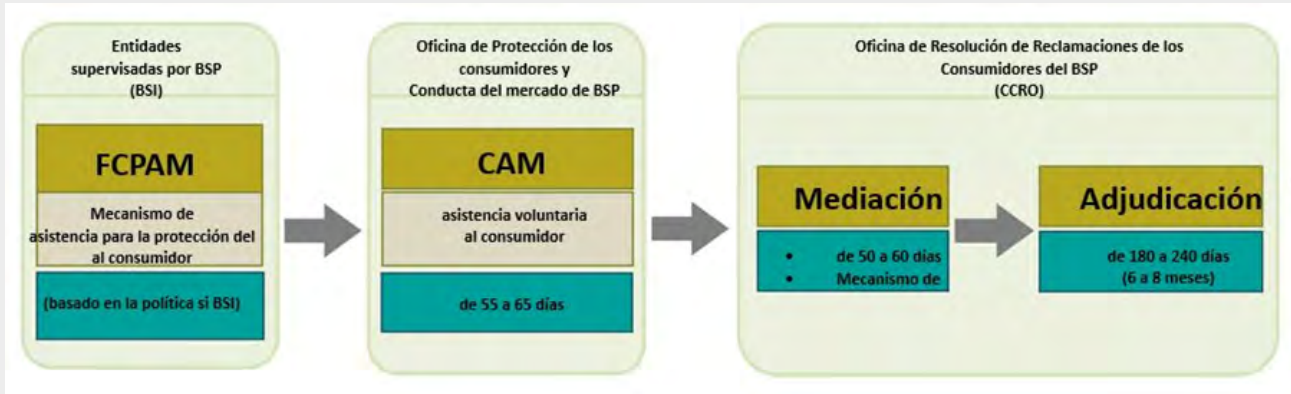 Entidades
supervisadas por BSP
(BSI)
FCPAM
Mecanismo de
asistencia para la protección del
al consumidor
(basado en la política si BSI)
Oficina de Protección de los
consumidores y
Conducta del mercado de BSP
CAM
asistencia voluntaria
al consumidor
de 55 a 65 días
Oficina de Resolución de Reclamaciones de los
Consumidores del BSP
(CCRO)
Mediación
• de 50 a 60 días
• Mecanismo de
Adjudicación
de 180 a 240 días
(6 a 8 meses)